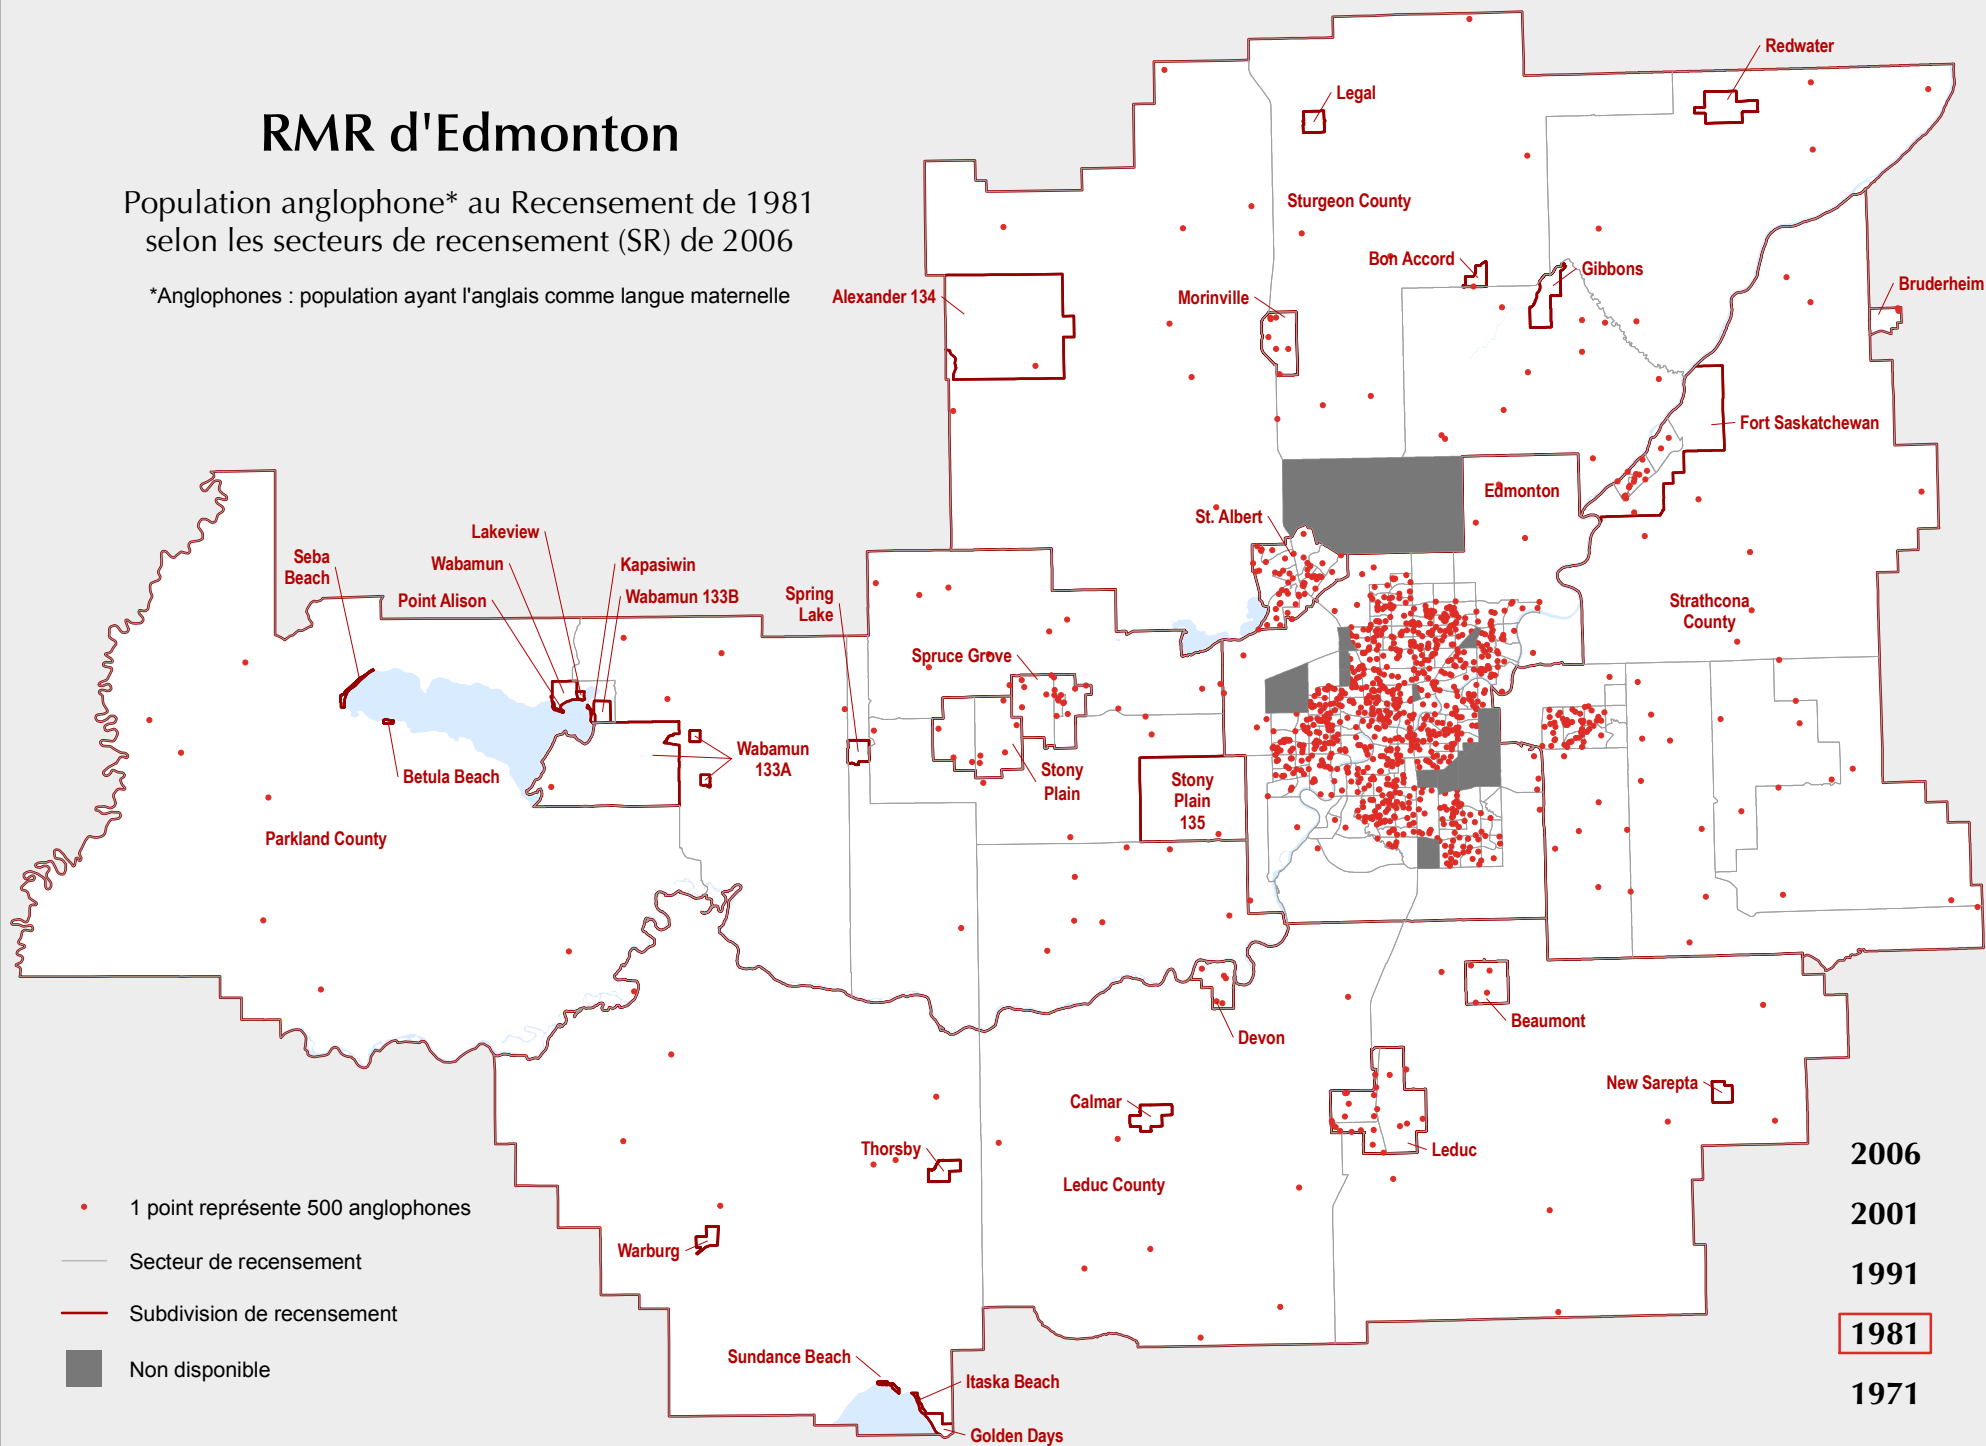 RMR d'Edmonton
Population anglophone* au Recensement de 1981
selon les secteurs de recensement (SR) de 2006
*Anglophones : population ayant l'anglais comme langue maternelle
Redwater
Legal
Sturgeon County
Bon Accord
Gibbons
Bruderheim
Alexander 134
Morinville
Fort Saskatchewan
Edmonton
St. Albert
Lakeview
Seba
Beach
Wabamun
Kapasiwin
Point Alison
Wabamun 133B
Spring
Lake
Strathcona
County
Spruce Grove
Wabamun
133A
Betula Beach
Stony
Plain
Stony
Plain
135
Parkland County
Devon
Beaumont
New Sarepta
Calmar
Thorsby
Leduc
Leduc County
Warburg
Sundance Beach
Itaska Beach
Golden Days
1 point représente 500 anglophones
Secteur de recensement
Subdivision de recensement
Non disponible
2006
2001
1991
1981
1971